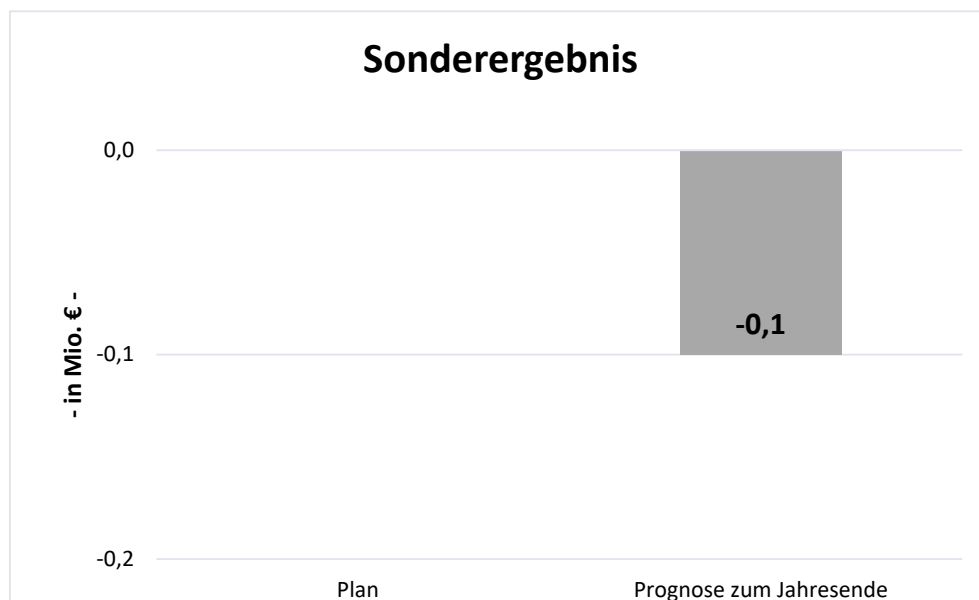 Sonderergebnis
0,0
-0,1
-0,1
-0,2
- in Mio. € -
Plan
Prognose zum Jahresende